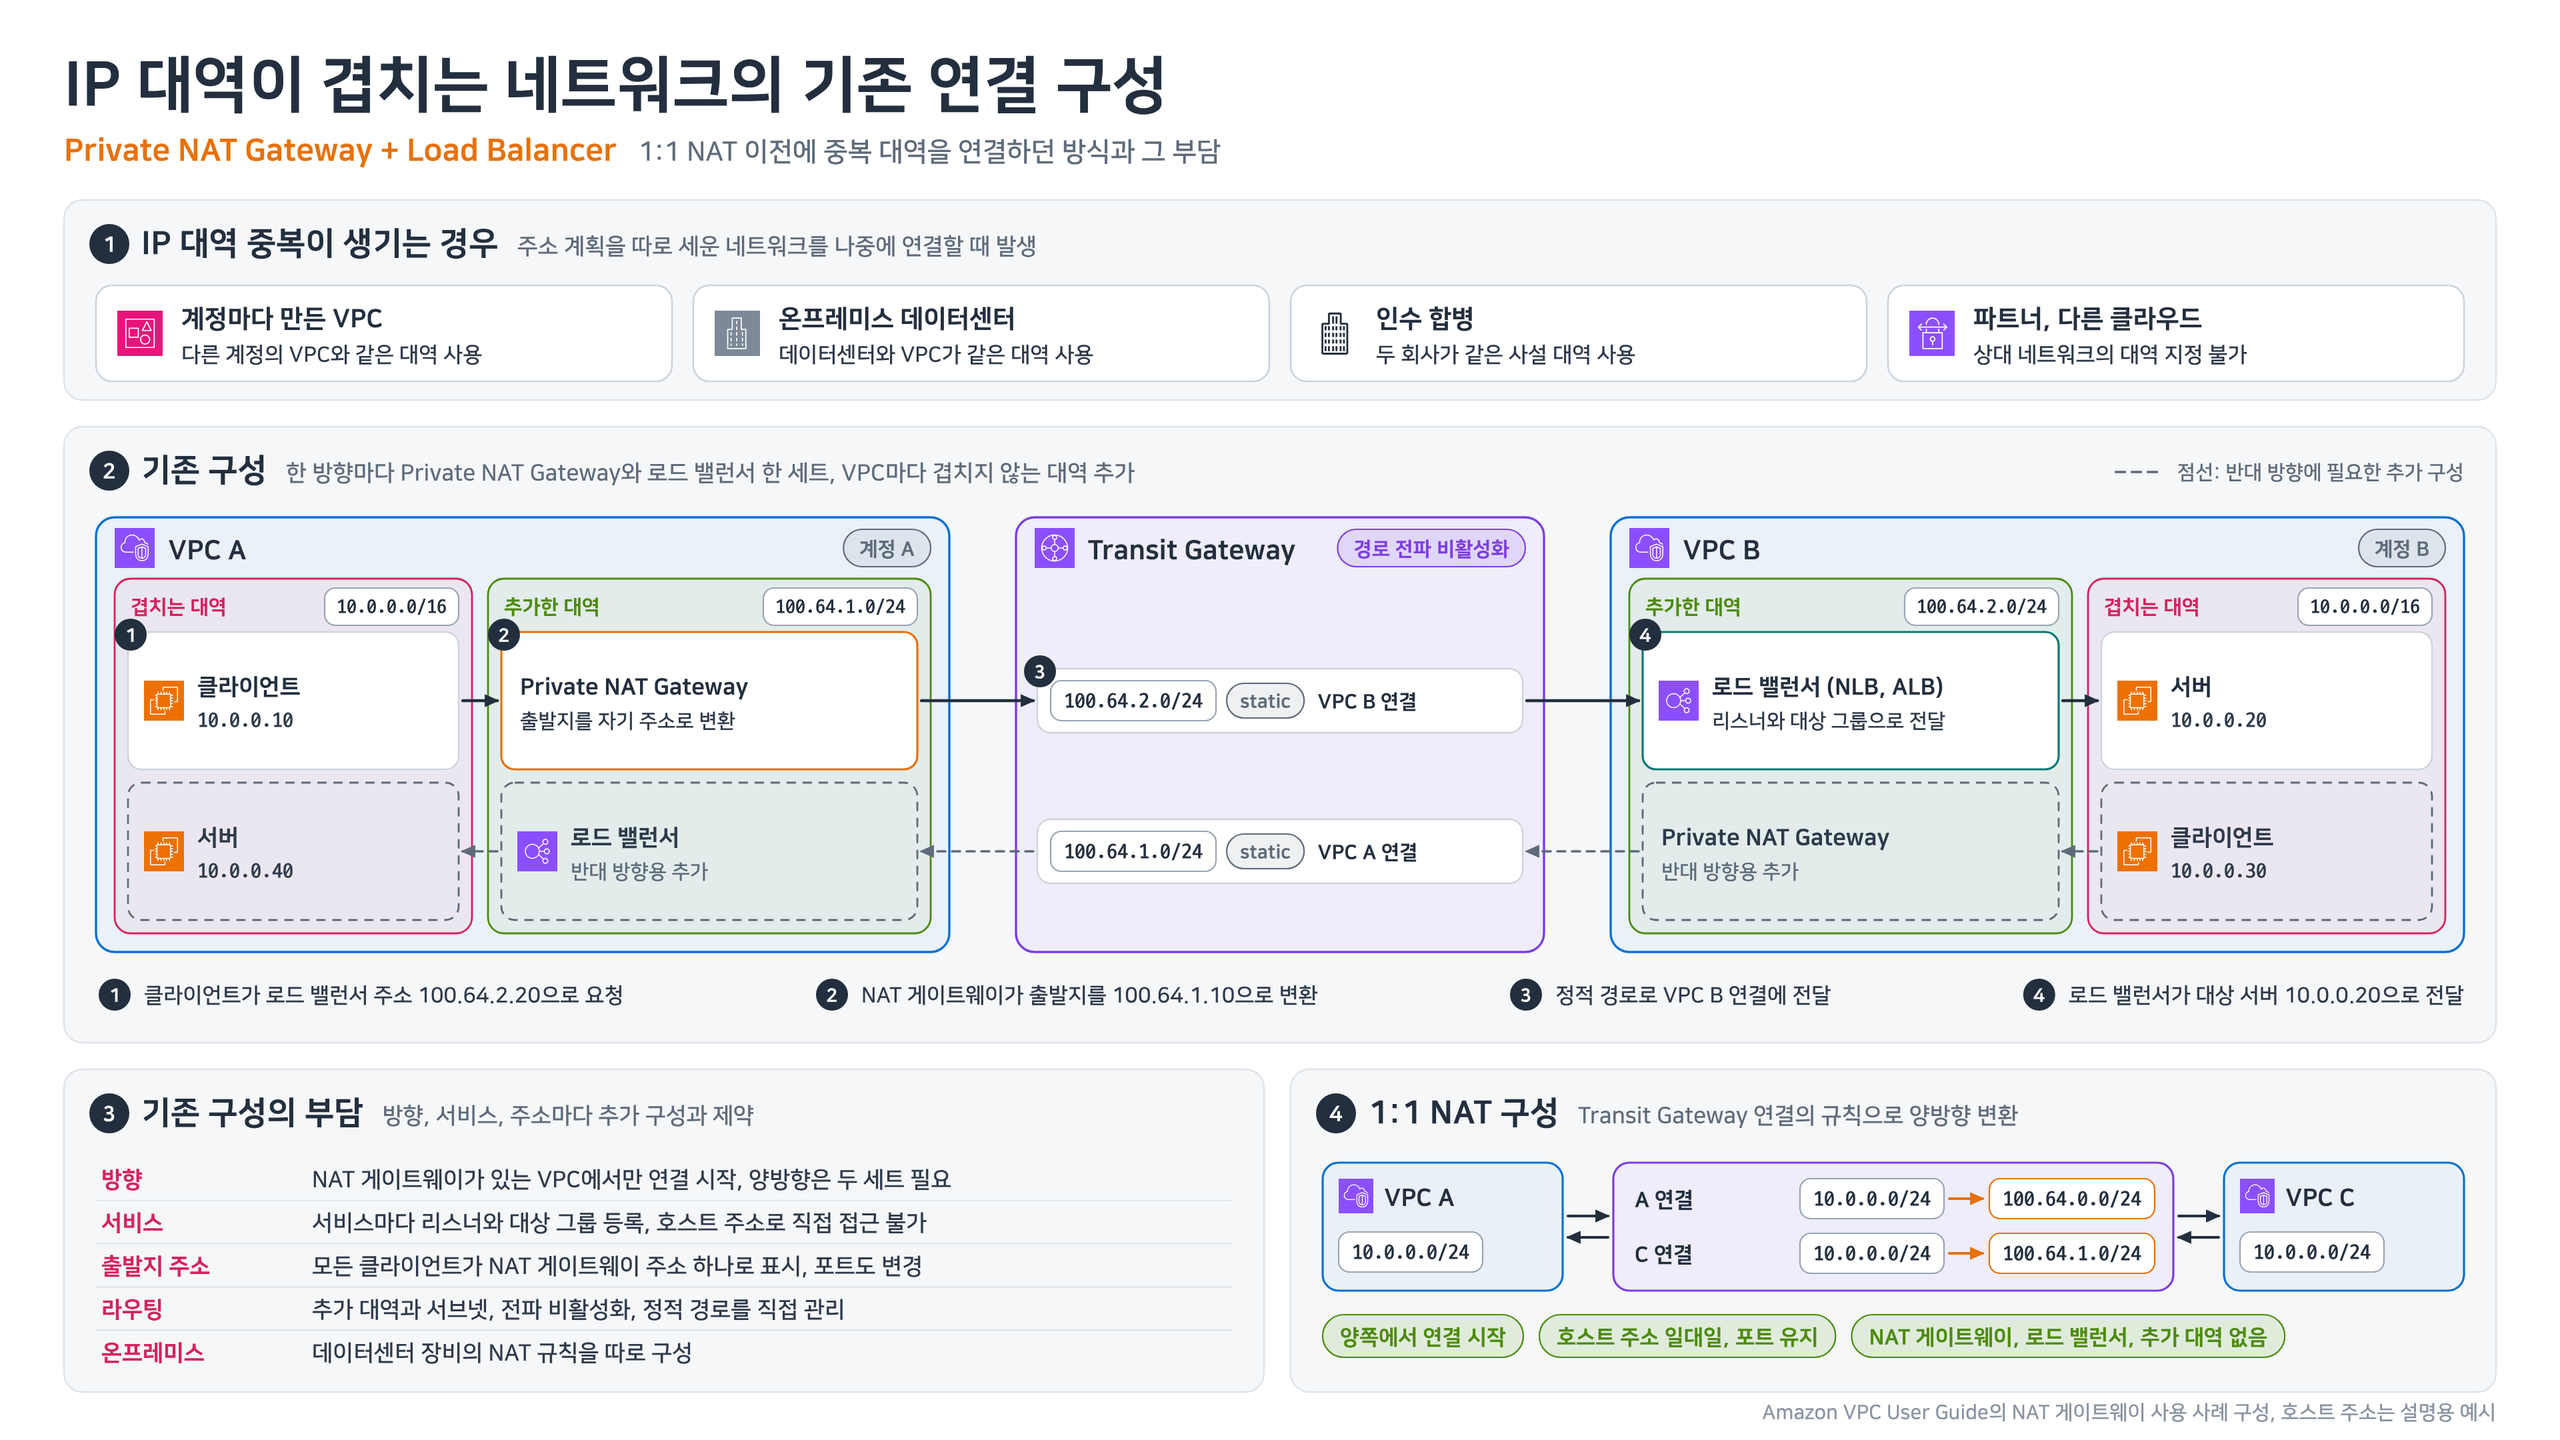 IP 대역이 겹치는 네트워크의 기존 연결 구성
Private NAT Gateway + Load Balancer 1:1 NAT 이전에 중복 대역을 연결하던 방식과 그 부담
1 IP 대역 중복이 생기는 경우 주소 계획을 따로 세운 네트워크를 나중에 연결할 때 발생
계정마다 만든 VPC
다른 계정의 VPC와 같은 대역 사용
온프레미스 데이터센터
데이터센터와 VPC가 같은 대역 사용
인수 합병
두 회사가 같은 사설 대역 사용
파트너, 다른 클라우드
상대 네트워크의 대역 지정 불가
2 기존 구성 한 방향마다 Private NAT Gateway와 로드 밸런서 한 세트, VPC마다 겹치지 않는 대역 추가
점선: 반대 방향에 필요한 추가 구성
VPC A
계정 A
겹치는 대역
10.0.0.0/16
1
클라이언트
10.0.0.10
서버
10.0.0.40
추가한 대역
100.64.1.0/24
2
Private NAT Gateway
출발지를 자기 주소로 변환
로드 밸런서
반대 방향용 추가
Transit Gateway
경로 전파 비활성화
3
100.64.2.0/24 static VPC B 연결
100.64.1.0/24 static VPC A 연결
VPC B
계정 B
추가한 대역
100.64.2.0/24
4
로드 밸런서 (NLB, ALB)
리스너와 대상 그룹으로 전달
Private NAT Gateway
반대 방향용 추가
겹치는 대역
10.0.0.0/16
서버
10.0.0.20
클라이언트
10.0.0.30
1 클라이언트가 로드 밸런서 주소 100.64.2.20으로 요청
2 NAT 게이트웨이가 출발지를 100.64.1.10으로 변환
3 정적 경로로 VPC B 연결에 전달
4 로드 밸런서가 대상 서버 10.0.0.20으로 전달
3 기존 구성의 부담 방향, 서비스, 주소마다 추가 구성과 제약
방향 NAT 게이트웨이가 있는 VPC에서만 연결 시작, 양방향은 두 세트 필요
서비스 서비스마다 리스너와 대상 그룹 등록, 호스트 주소로 직접 접근 불가
출발지 주소 모든 클라이언트가 NAT 게이트웨이 주소 하나로 표시, 포트도 변경
라우팅 추가 대역과 서브넷, 전파 비활성화, 정적 경로를 직접 관리
온프레미스 데이터센터 장비의 NAT 규칙을 따로 구성
4 1:1 NAT 구성 Transit Gateway 연결의 규칙으로 양방향 변환
VPC A
10.0.0.0/24
A 연결 10.0.0.0/24 100.64.0.0/24
C 연결 10.0.0.0/24 100.64.1.0/24
VPC C
10.0.0.0/24
양쪽에서 연결 시작
호스트 주소 일대일, 포트 유지
NAT 게이트웨이, 로드 밸런서, 추가 대역 없음
Amazon VPC User Guide의 NAT 게이트웨이 사용 사례 구성, 호스트 주소는 설명용 예시